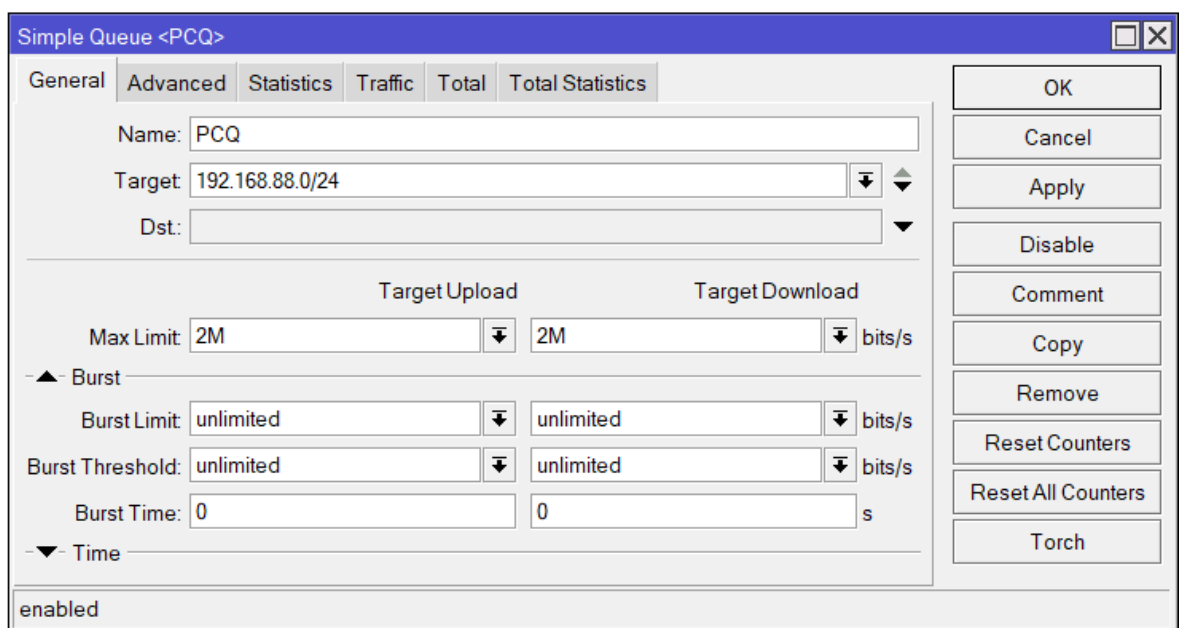 Simple Queue <PCQ>
General Advanced Statistics Traffic Total Total Statistics
Name: PCQ
Target: 192.168.88.0/24
Dst.:
Target Upload Target Download
Max Limit: 2M 2M bits/s
Burst
Burst Limit: unlimited unlimited bits/s
Burst Threshold: unlimited unlimited bits/s
Burst Time: 0 0 s
Time
enabled
OK
Cancel
Apply
Disable
Comment
Copy
Remove
Reset Counters
Reset All Counters
Torch